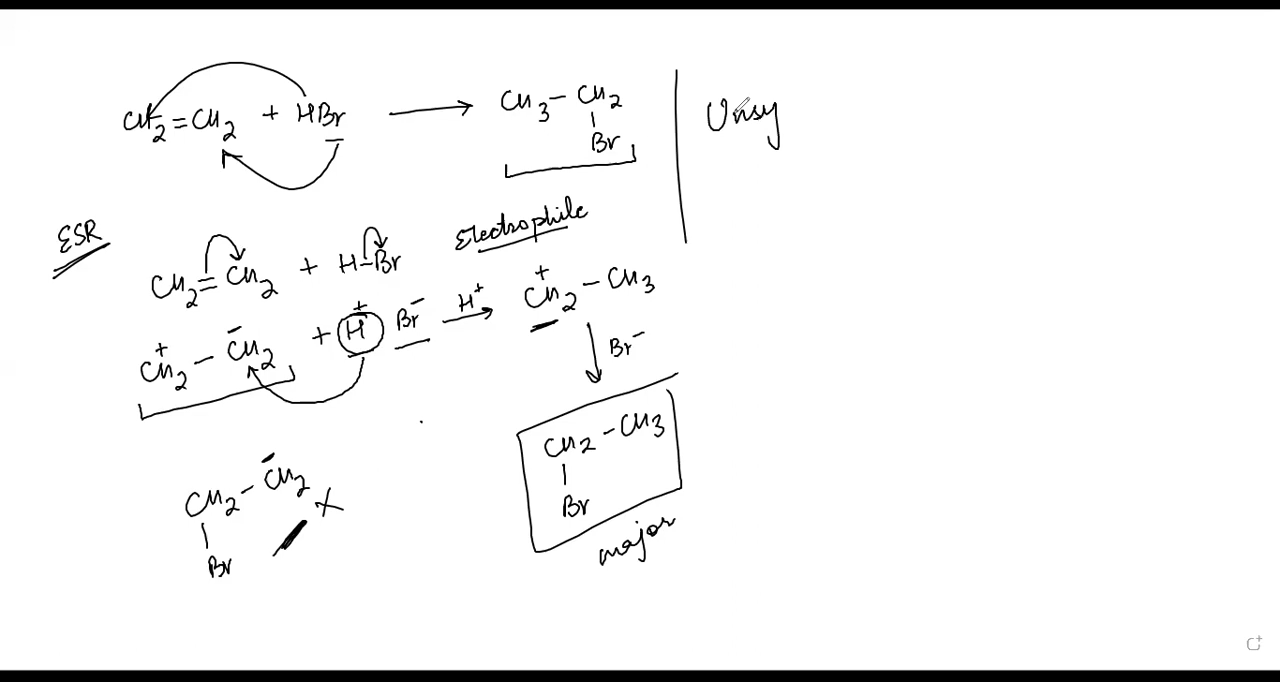 CH2 = CH2 + HBr ⟶ CH3 – CH2
Br
Unsy
ESR
Electrophile
CH2 = CH2 + H–Br
+CH2 – -CH2 + H+ Br- H+⟶ +CH2 – CH3
Br-
CH2 – CH3
Br
major
CH2 – -CH2 ×
Br
C+